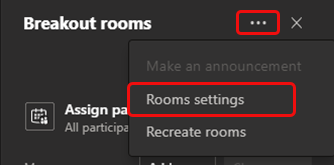 Breakout rooms
Make an announcement
Rooms settings
Assign pa
All participa
Recreate rooms